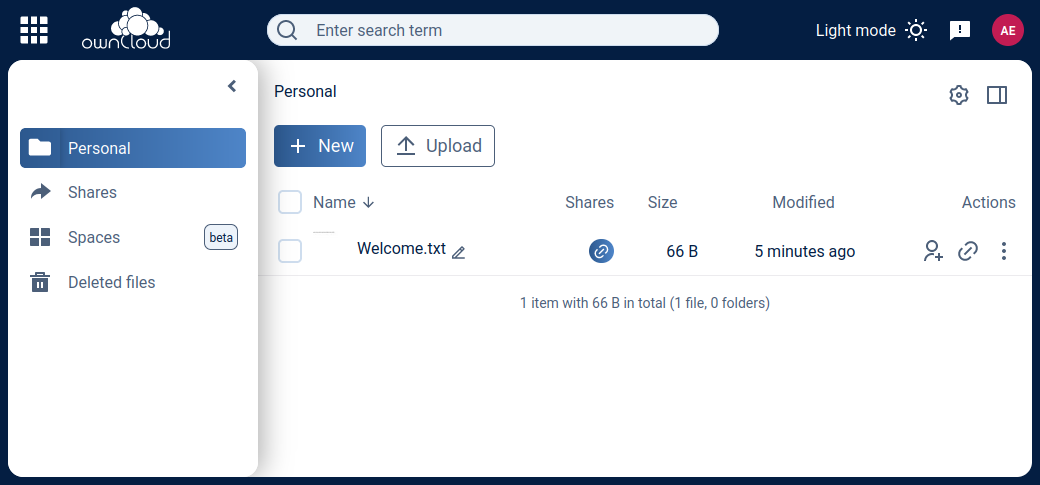 ownCloud
Enter search term
Light mode
AE
Personal
Personal
Shares
Spaces beta
Deleted files
+ New
Upload
Name Shares Size Modified Actions
Welcome.txt 66 B 5 minutes ago
1 item with 66 B in total (1 file, 0 folders)